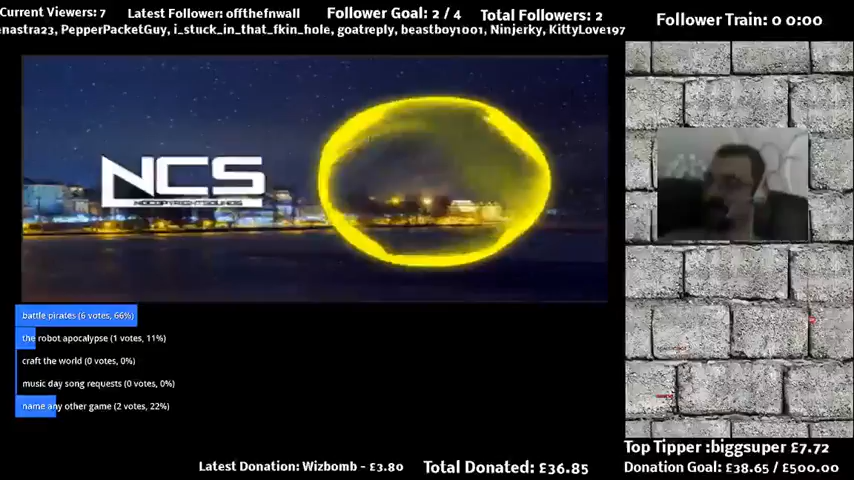 Current Viewers: 7
Latest Follower: offthefnwall
Follower Goal: 2 / 4
Total Followers: 2
Follower Train: 0 0:00
enastra23, PepperPacketGuy, i_stuck_in_that_fkin_hole, goatreply, beastboy1001, Ninjerky, KittyLove197
NCS
NOCOPYRIGHTSOUNDS
battle pirates (6 votes, 66%)
the robot apocalypse (1 votes, 11%)
craft the world (0 votes, 0%)
music day song requests (0 votes, 0%)
name any other game (2 votes, 22%)
Top Tipper :biggsuper £7.72
Latest Donation: Wizbomb - £3.80
Total Donated: £36.85
Donation Goal: £38.65 / £500.00